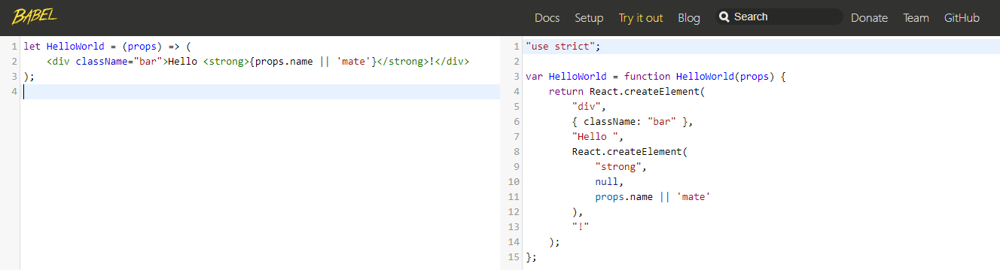 BABEL
Docs Setup Try it out Blog Search Donate Team GitHub
1 let HelloWorld = (props) => (
2     <div className="bar">Hello <strong>{props.name || 'mate'}</strong>!</div>
3 );
4
1 "use strict";
2
3 var HelloWorld = function HelloWorld(props) {
4     return React.createElement(
5         "div",
6         { className: "bar" },
7         "Hello ",
8         React.createElement(
9             "strong",
10             null,
11             props.name || 'mate'
12         ),
13         "!"
14     );
15 };